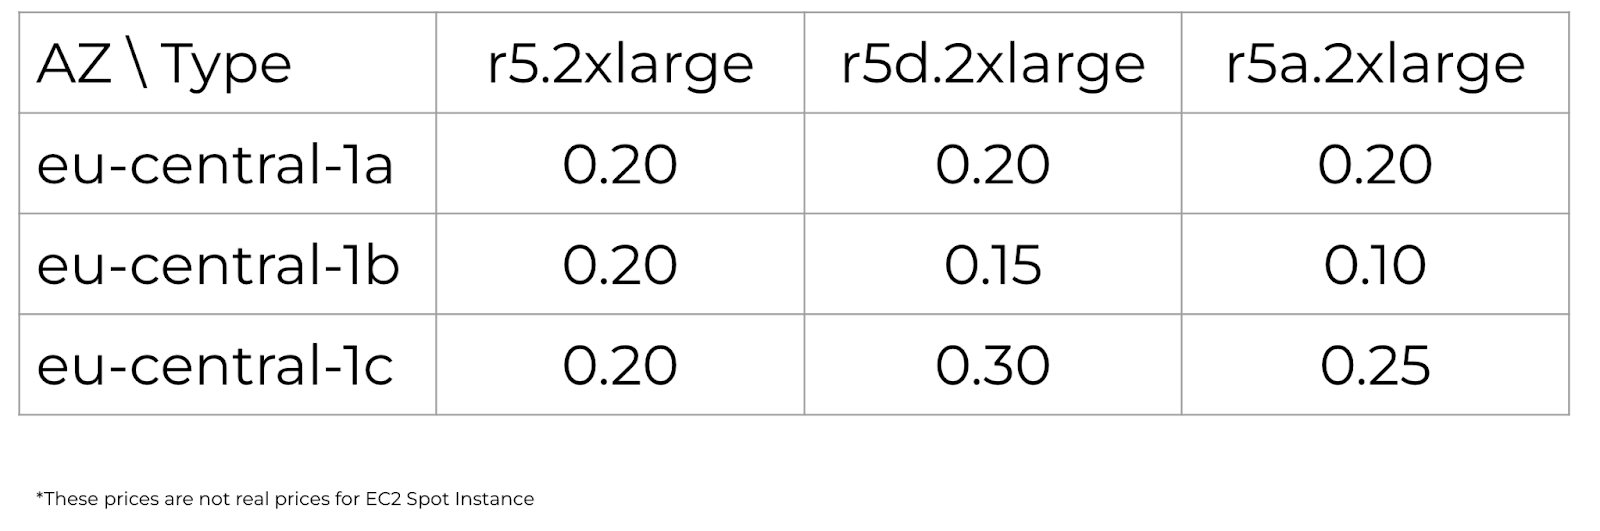 AZ \ Type r5.2xlarge r5d.2xlarge r5a.2xlarge
eu-central-1a 0.20 0.20 0.20
eu-central-1b 0.20 0.15 0.10
eu-central-1c 0.20 0.30 0.25
*These prices are not real prices for EC2 Spot Instance